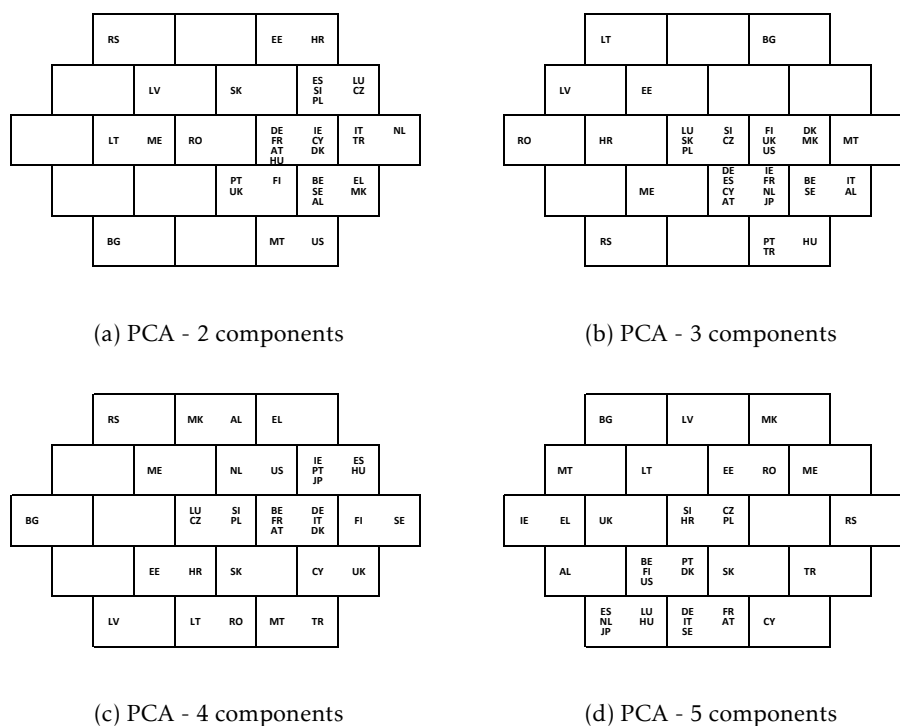 RS EE HR
LV SK ES LU
SI CZ
PL
LT ME RO DE IE IT NL
FR CY TR
AT DK
HU
PT FI BE EL
UK SE MK
AL
BG MT US
(a) PCA - 2 components
LT BG
LV EE
RO HR LU SI FI DK MT
SK CZ UK MK
PL US
ME DE IE BE IT
ES FR SE AL
CY NL
AT JP
RS PT HU
TR
(b) PCA - 3 components
RS MK AL EL
ME NL US IE ES
PT HU
JP
BG LU SI BE DE FI SE
CZ PL FR IT
AT DK
EE HR SK CY UK
LV LT RO MT TR
(c) PCA - 4 components
BG LV MK
MT LT EE RO ME
IE EL UK SI CZ RS
HR PL
AL BE PT SK TR
FI DK
US
ES LU DE FR CY
NL HU IT AT
JP SE
(d) PCA - 5 components